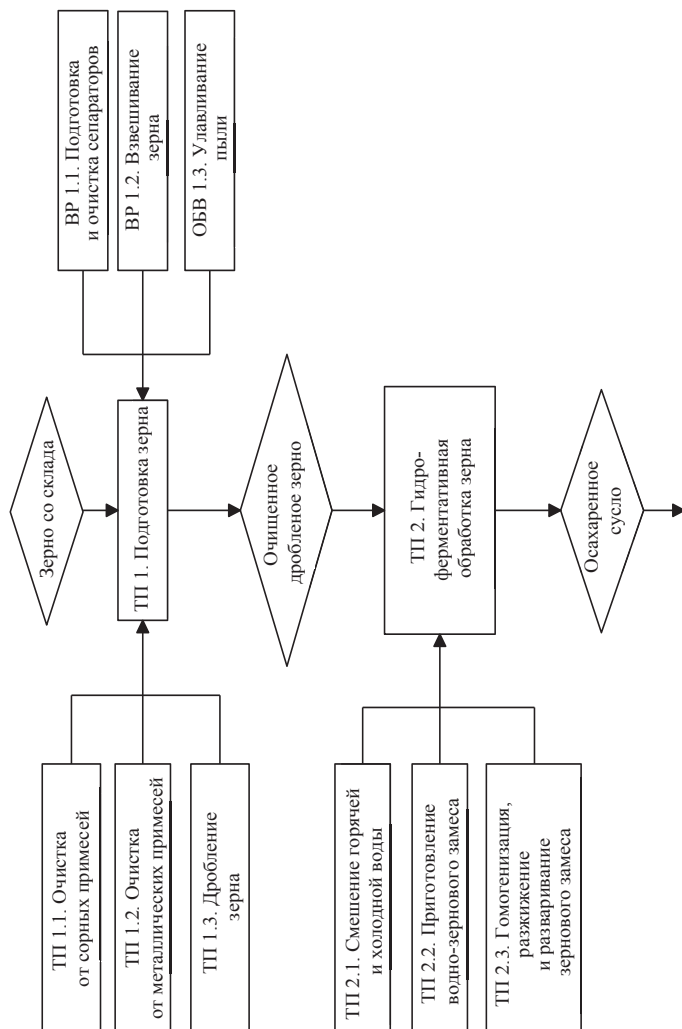 ВР 1.1. Подготовка
и очистка сепараторов
ВР 1.2. Взвешивание
зерна
ОБВ 1.3. Улавливание
пыли
Зерно со склада
ТП 1. Подготовка зерна
Очищенное
дробленое зерно
ТП 2. Гидро-
ферментативная
обработка зерна
Осахаренное
сусло
ТП 1.1. Очистка
от сорных примесей
ТП 1.2. Очистка
от металлических примесей
ТП 1.3. Дробление
зерна
ТП 2.1. Смешение горячей
и холодной воды
ТП 2.2. Приготовление
водно-зернового замеса
ТП 2.3. Гомогенизация,
разжижение
и разваривание
зернового замеса